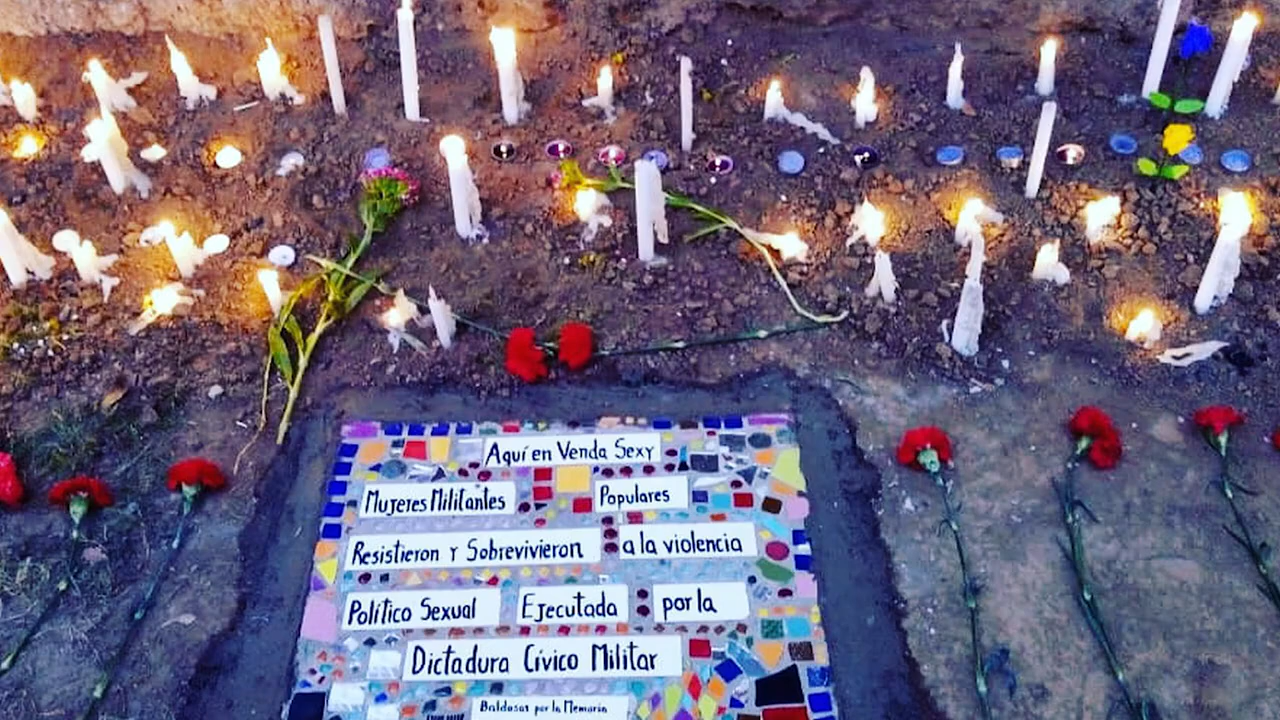 Aquí en Venda Sexy
Mujeres Militantes Populares
Resistieron y Sobrevivieron a la violencia
Político Sexual Ejecutada por la
Dictadura Cívico Militar
Baldosas por la Memoria